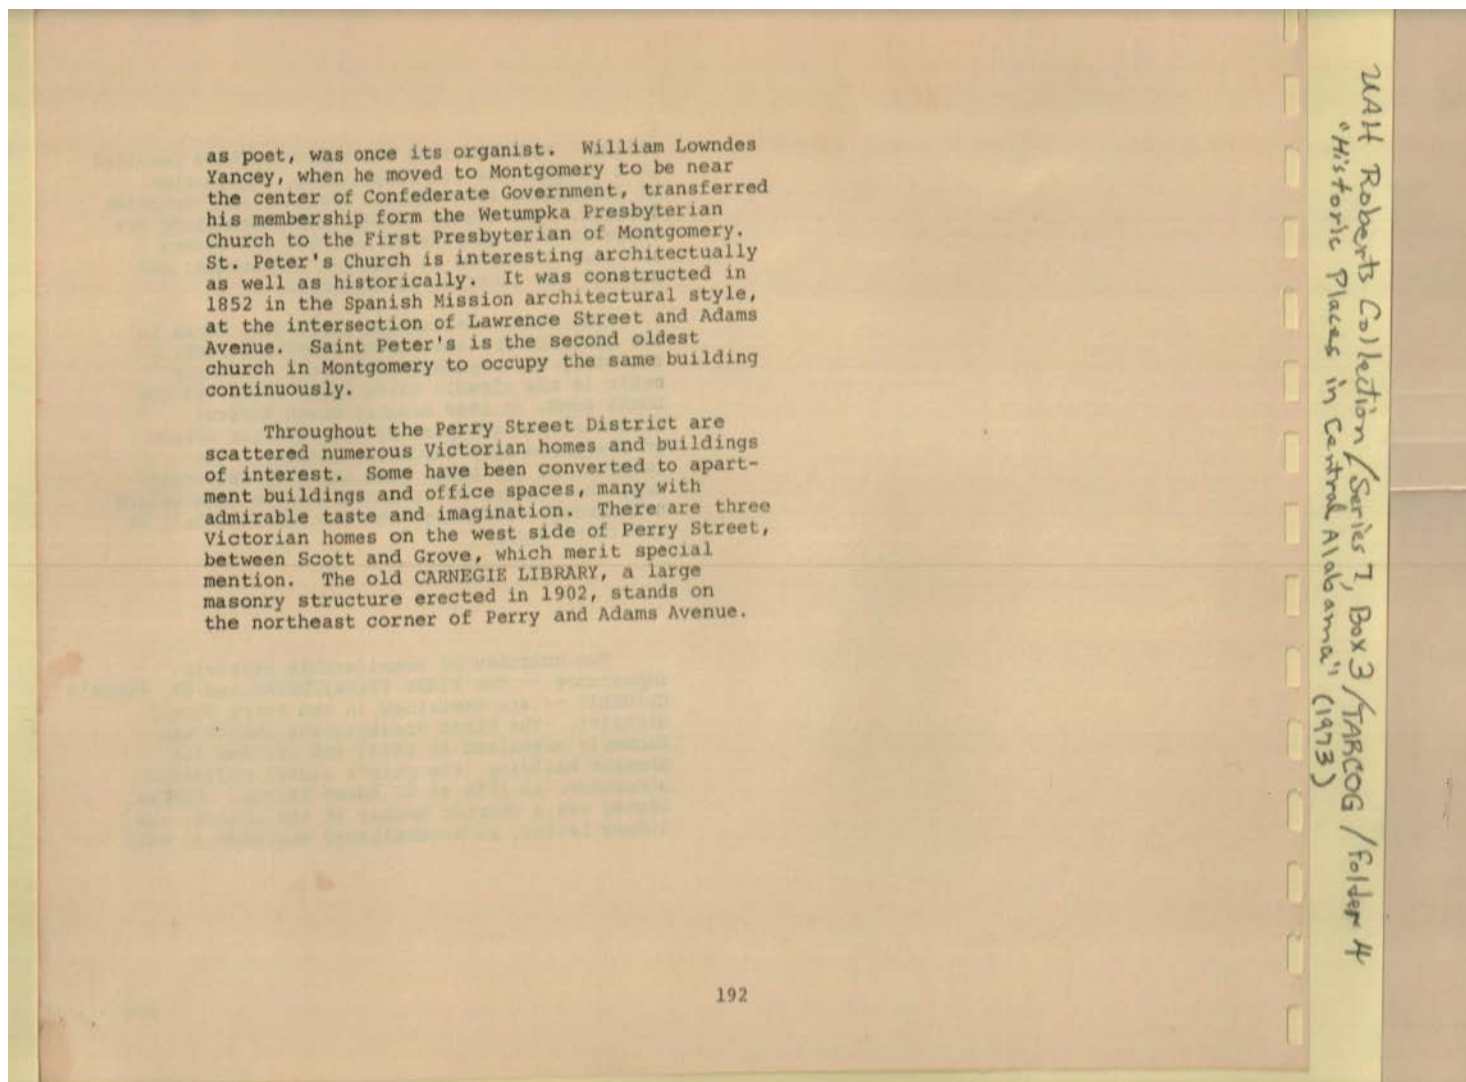 as poet, was once its organist. William Lowndes
Yancey, when he moved to Montgomery to be near
the center of Confederate Government, transferred
his membership form the Wetumpka Presbyterian
Church to the First Presbyterian of Montgomery.
St. Peter's Church is interesting architectually
as well as historically. It was constructed in
1852 in the Spanish Mission architectural style,
at the intersection of Lawrence Street and Adams
Avenue. Saint Peter's is the second oldest
church in Montgomery to occupy the same building
continuously.
Throughout the Perry Street District are
scattered numerous Victorian homes and buildings
of interest. Some have been converted to apart-
ment buildings and office spaces, many with
admirable taste and imagination. There are three
Victorian homes on the west side of Perry Street,
between Scott and Grove, which merit special
mention. The old CARNEGIE LIBRARY, a large
masonry structure erected in 1902, stands on
the northeast corner of Perry and Adams Avenue.
192
UAH Roberts Collection/Series 7, Box 3/TARCOG/Folder 4
"Historic Places in Central Alabama" (1973)